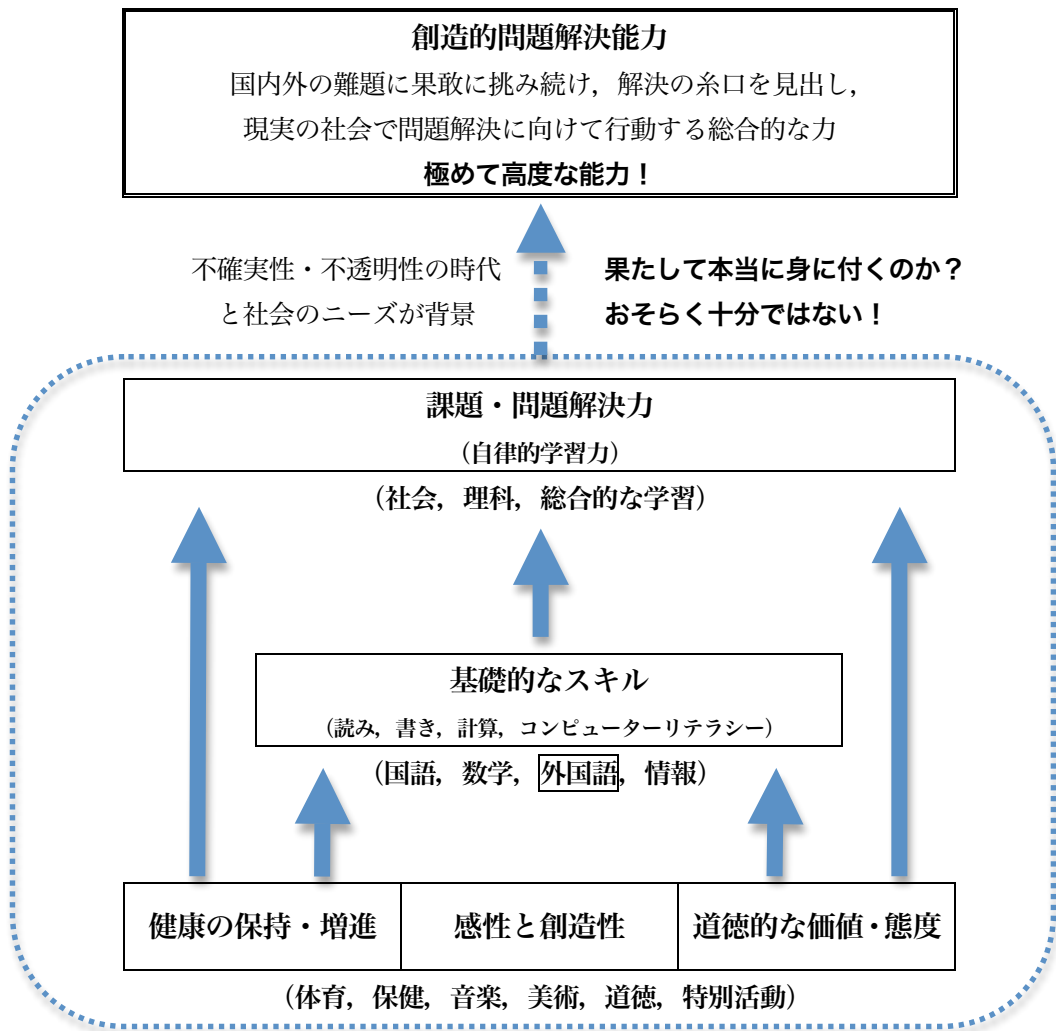 創造的問題解決能力
国内外の難題に果敢に挑み続け，解決の糸口を見出し，
現実の社会で問題解決に向けて行動する総合的な力
極めて高度な能力！
不確実性・不透明性の時代
と社会のニーズが背景
果たして本当に身に付くのか？
おそらく十分ではない！
課題・問題解決力
（自律的学習力）
（社会，理科，総合的な学習）
基礎的なスキル
（読み，書き，計算，コンピューターリテラシー）
（国語，数学，外国語，情報）
健康の保持・増進
感性と創造性
道徳的な価値・態度
（体育，保健，音楽，美術，道徳，特別活動）